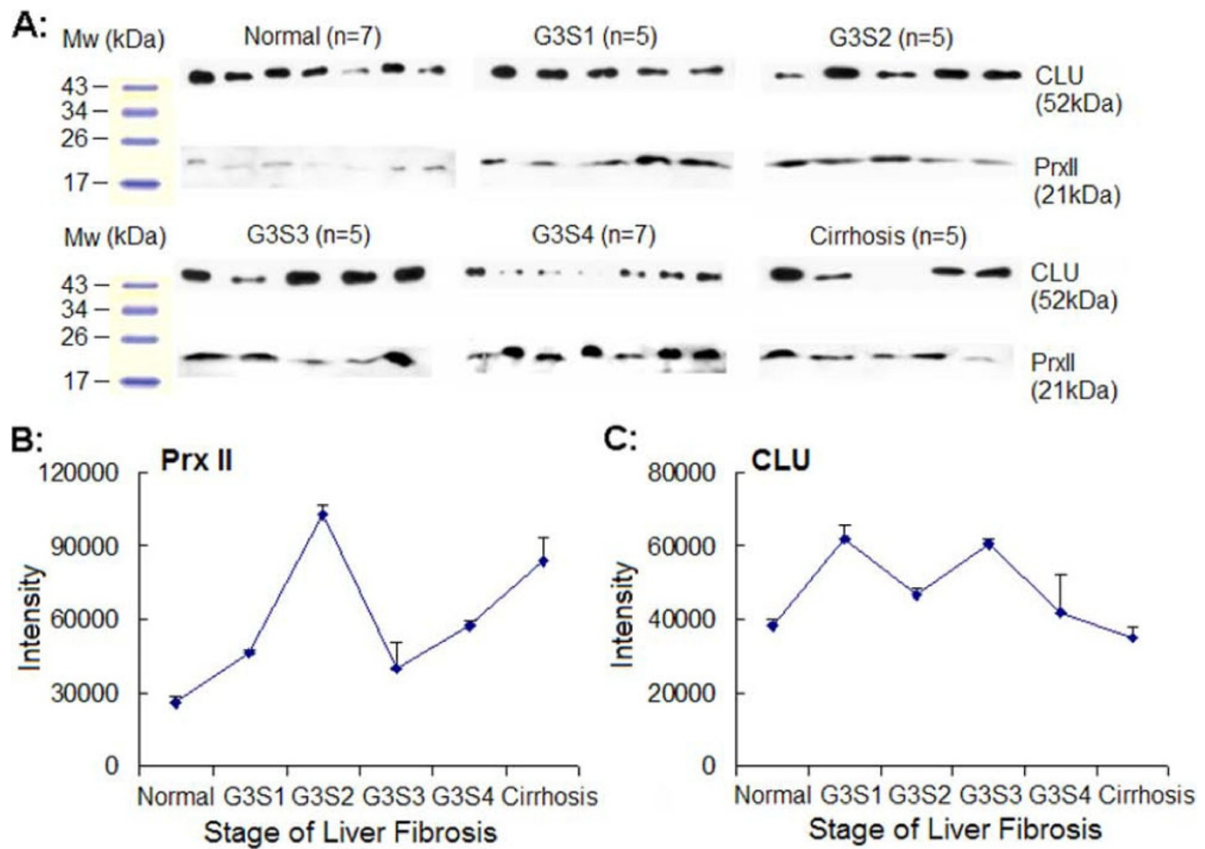 A:
Mw (kDa) Normal (n=7) G3S1 (n=5) G3S2 (n=5)
43 CLU
34 (52kDa)
26
17 PrxII
(21kDa)
Mw (kDa) G3S3 (n=5) G3S4 (n=7) Cirrhosis (n=5)
43 CLU
34 (52kDa)
26
17 PrxII
(21kDa)
B:
Prx II
120000
90000
60000
30000
0
Intensity
Normal G3S1 G3S2 G3S3 G3S4 Cirrhosis
Stage of Liver Fibrosis
C:
CLU
80000
60000
40000
20000
0
Intensity
Normal G3S1 G3S2 G3S3 G3S4 Cirrhosis
Stage of Liver Fibrosis